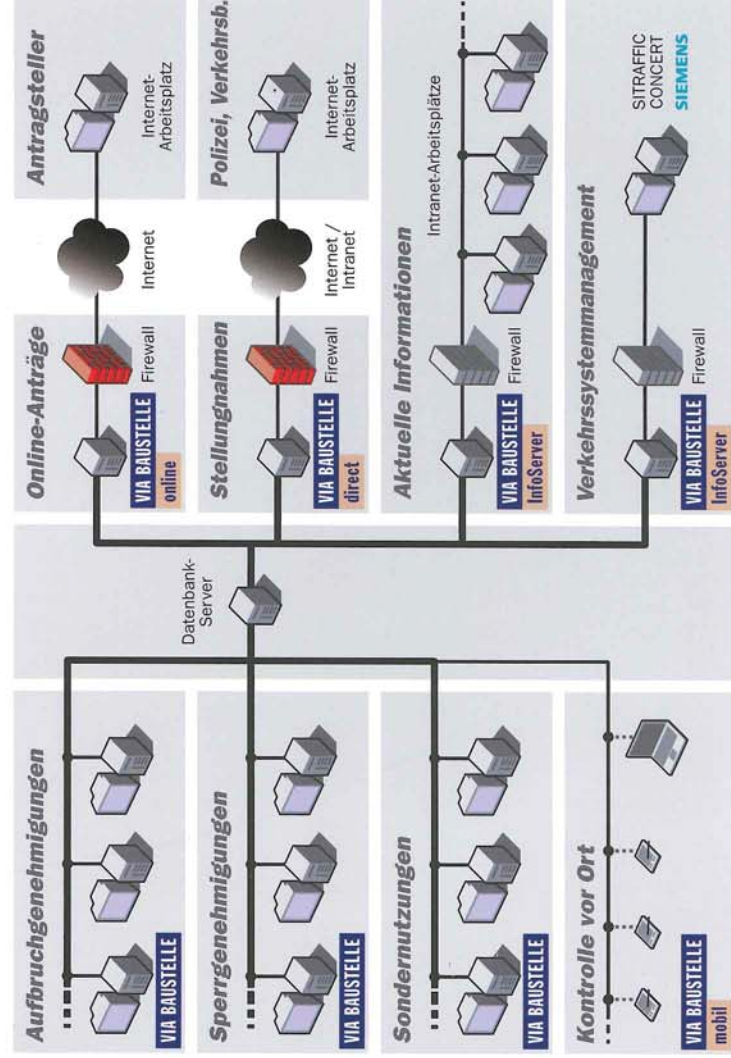 Aufbruchgenehmigungen
VIA BAUSTELLE
Sperrgenehmigungen
VIA BAUSTELLE
Sondernutzungen
VIA BAUSTELLE
Kontrolle vor Ort
VIA BAUSTELLE
mobil
Datenbank-
Server
Online-Anträge
Firewall
VIA BAUSTELLE
online
Internet
Antragsteller
Internet-
Arbeitsplatz
Stellungnahmen
Firewall
VIA BAUSTELLE
direct
Internet /
Intranet
Polizei, Verkehrsb.
Internet-
Arbeitsplatz
Aktuelle Informationen
Intranet-Arbeitsplätze
Firewall
VIA BAUSTELLE
InfoServer
Verkehrssystemmanagement
Firewall
VIA BAUSTELLE
InfoServer
SITRAFFIC
CONCERT
SIEMENS